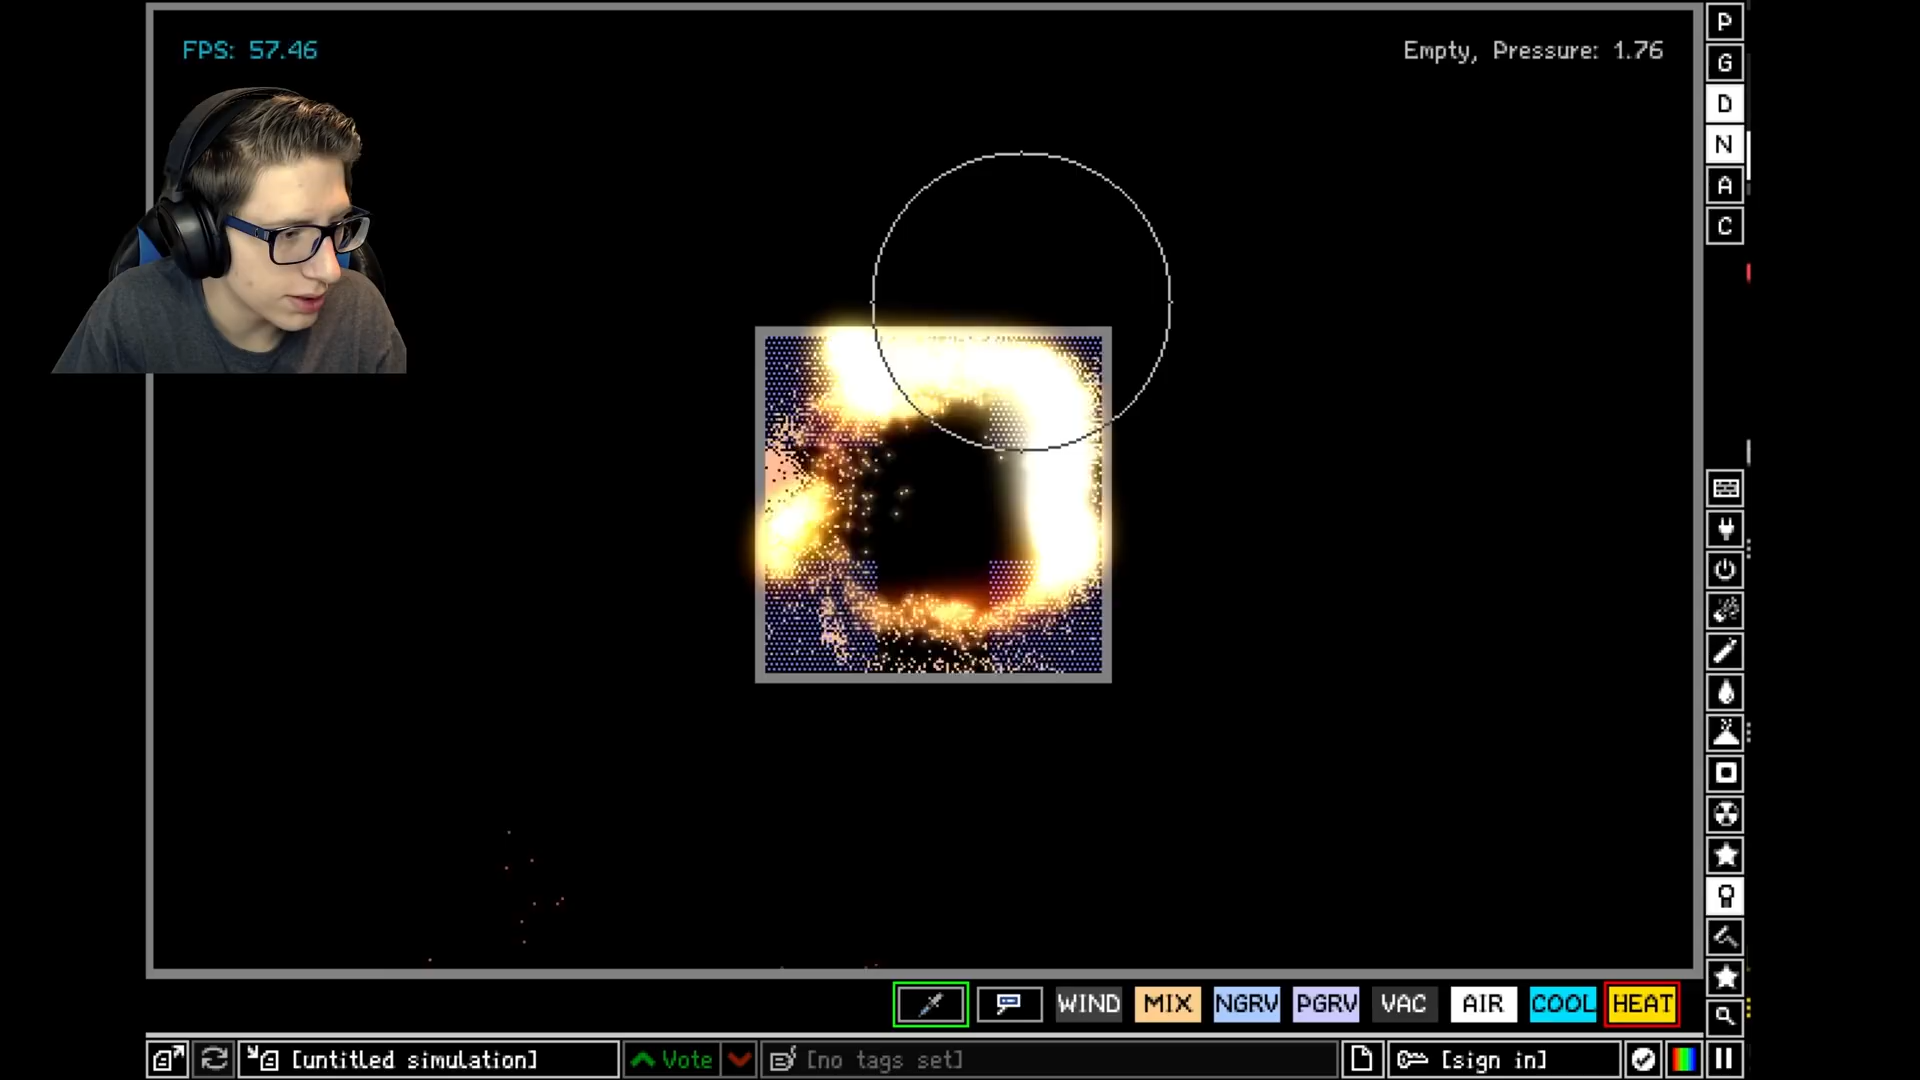 FPS: 57.46
Empty, Pressure: 1.76
P
G
D
N
A
C
WIND MIX NGRV PGRV VAC AIR COOL HEAT
[untitled simulation] Vote [no tags set] [sign in]